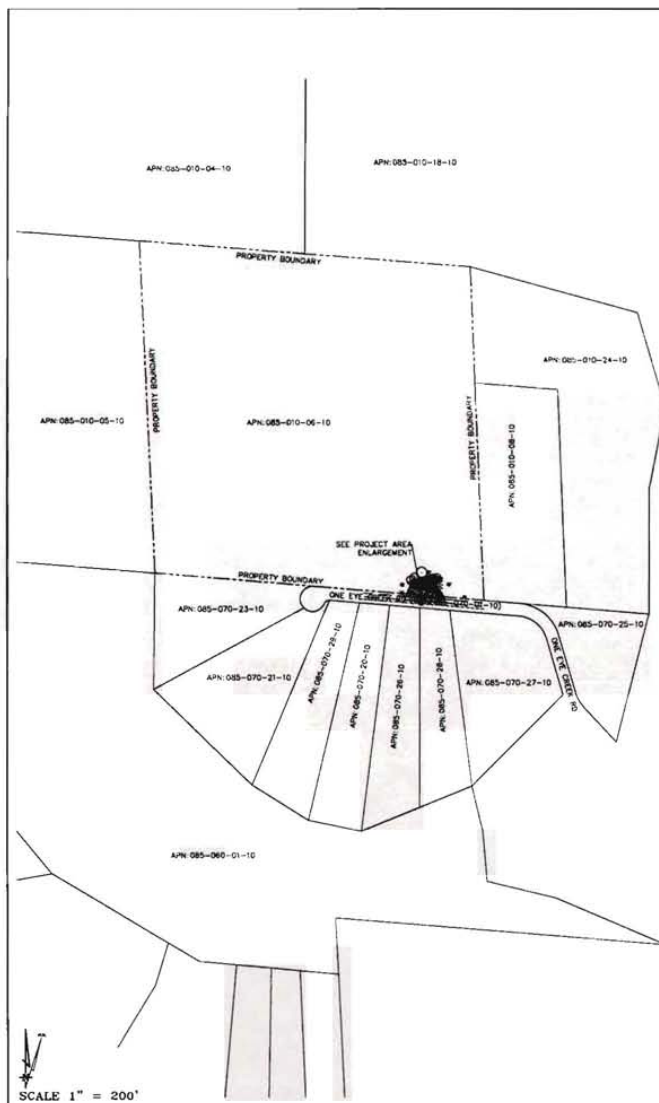 APN: 085-010-04-10
APN: 085-010-18-10
PROPERTY BOUNDARY
APN: 085-010-24-10
PROPERTY BOUNDARY
PROPERTY BOUNDARY
APN: 085-010-05-10
APN: 085-010-06-10
APN: 085-010-08-10
SEE PROJECT AREA
ENLARGEMENT
PROPERTY BOUNDARY
ONE EYE CREEK
APN: 085-070-23-10
APN: 085-070-25-10
ONE EYE CREEK RD
APN: 085-070-21-10
APN: 085-070-29-10
APN: 085-070-20-10
APN: 085-070-26-10
APN: 085-070-28-10
APN: 085-070-27-10
APN: 085-060-01-10
SCALE 1" = 200'